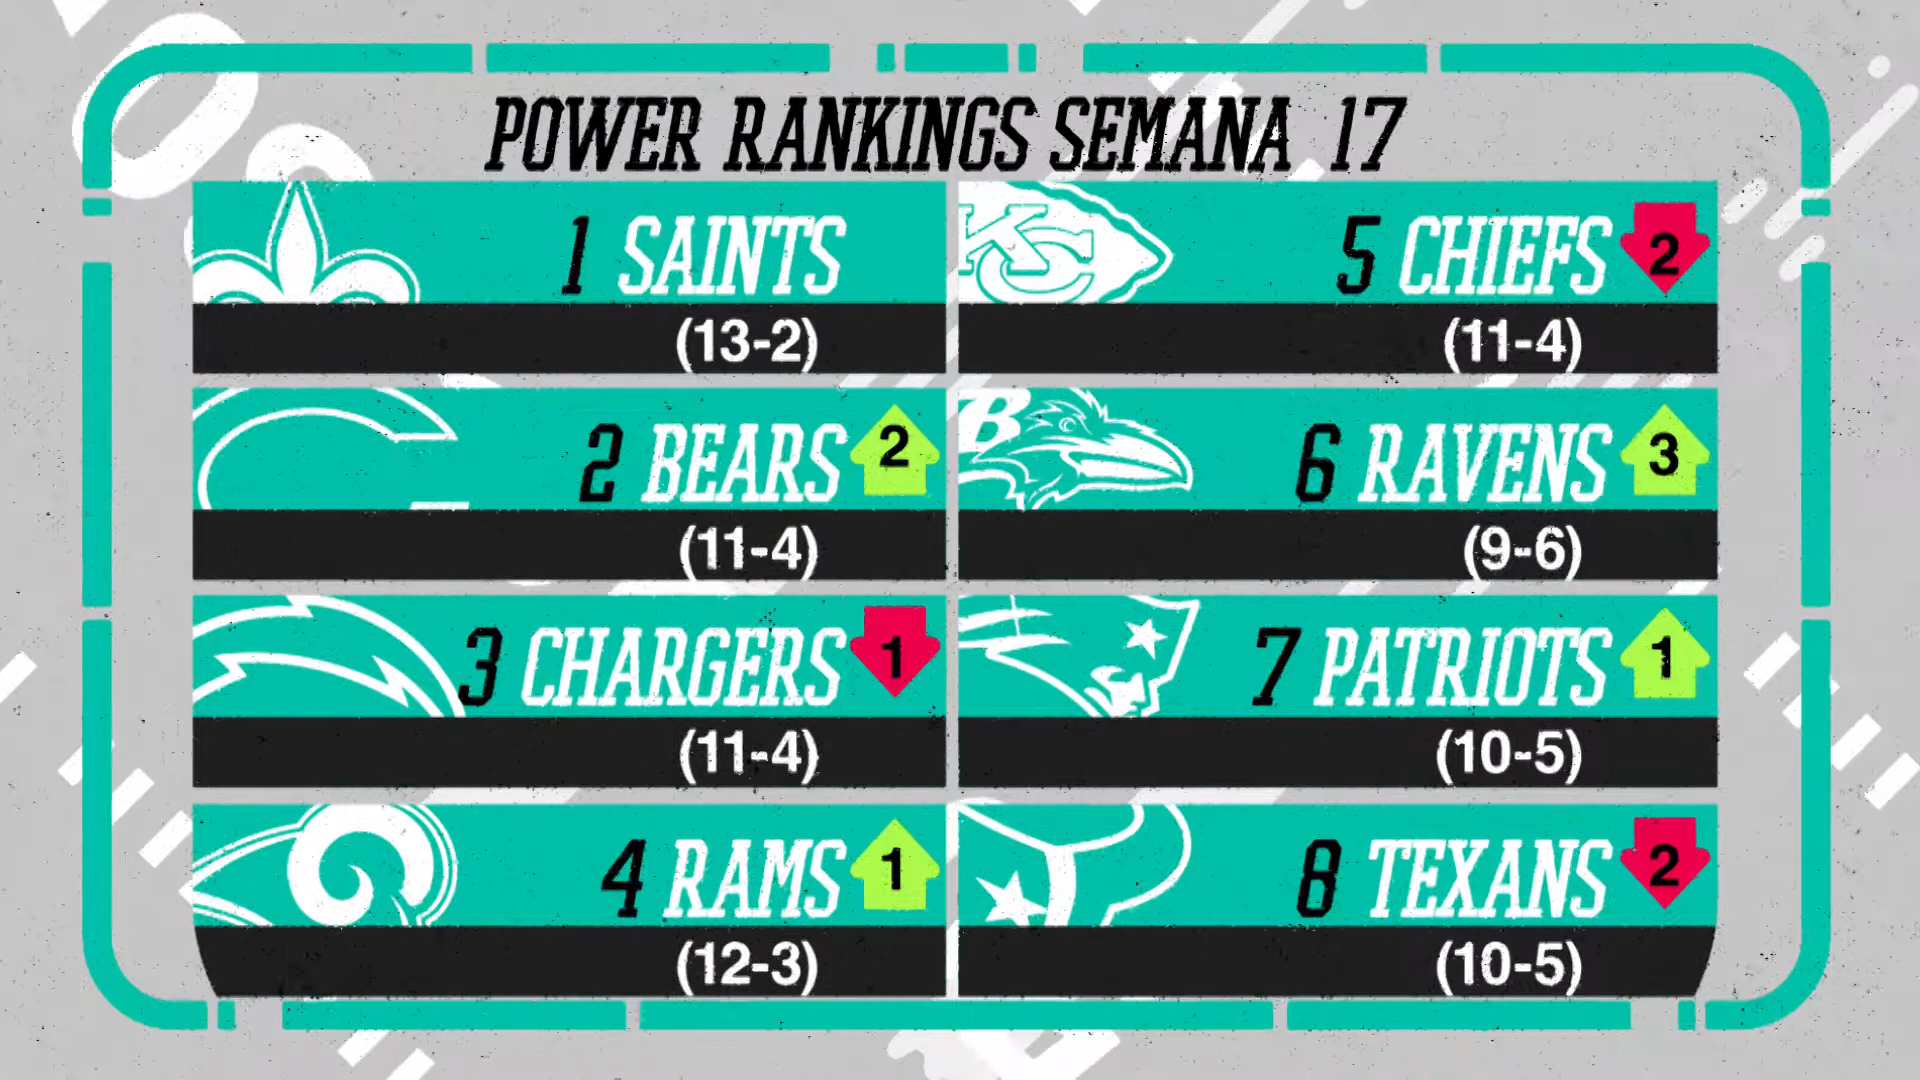 POWER RANKINGS SEMANA 17
1 SAINTS
(13-2)
2 BEARS 2
(11-4)
3 CHARGERS 1
(11-4)
4 RAMS 1
(12-3)
KC
5 CHIEFS 2
(11-4)
B
6 RAVENS 3
(9-6)
7 PATRIOTS 1
(10-5)
8 TEXANS 2
(10-5)